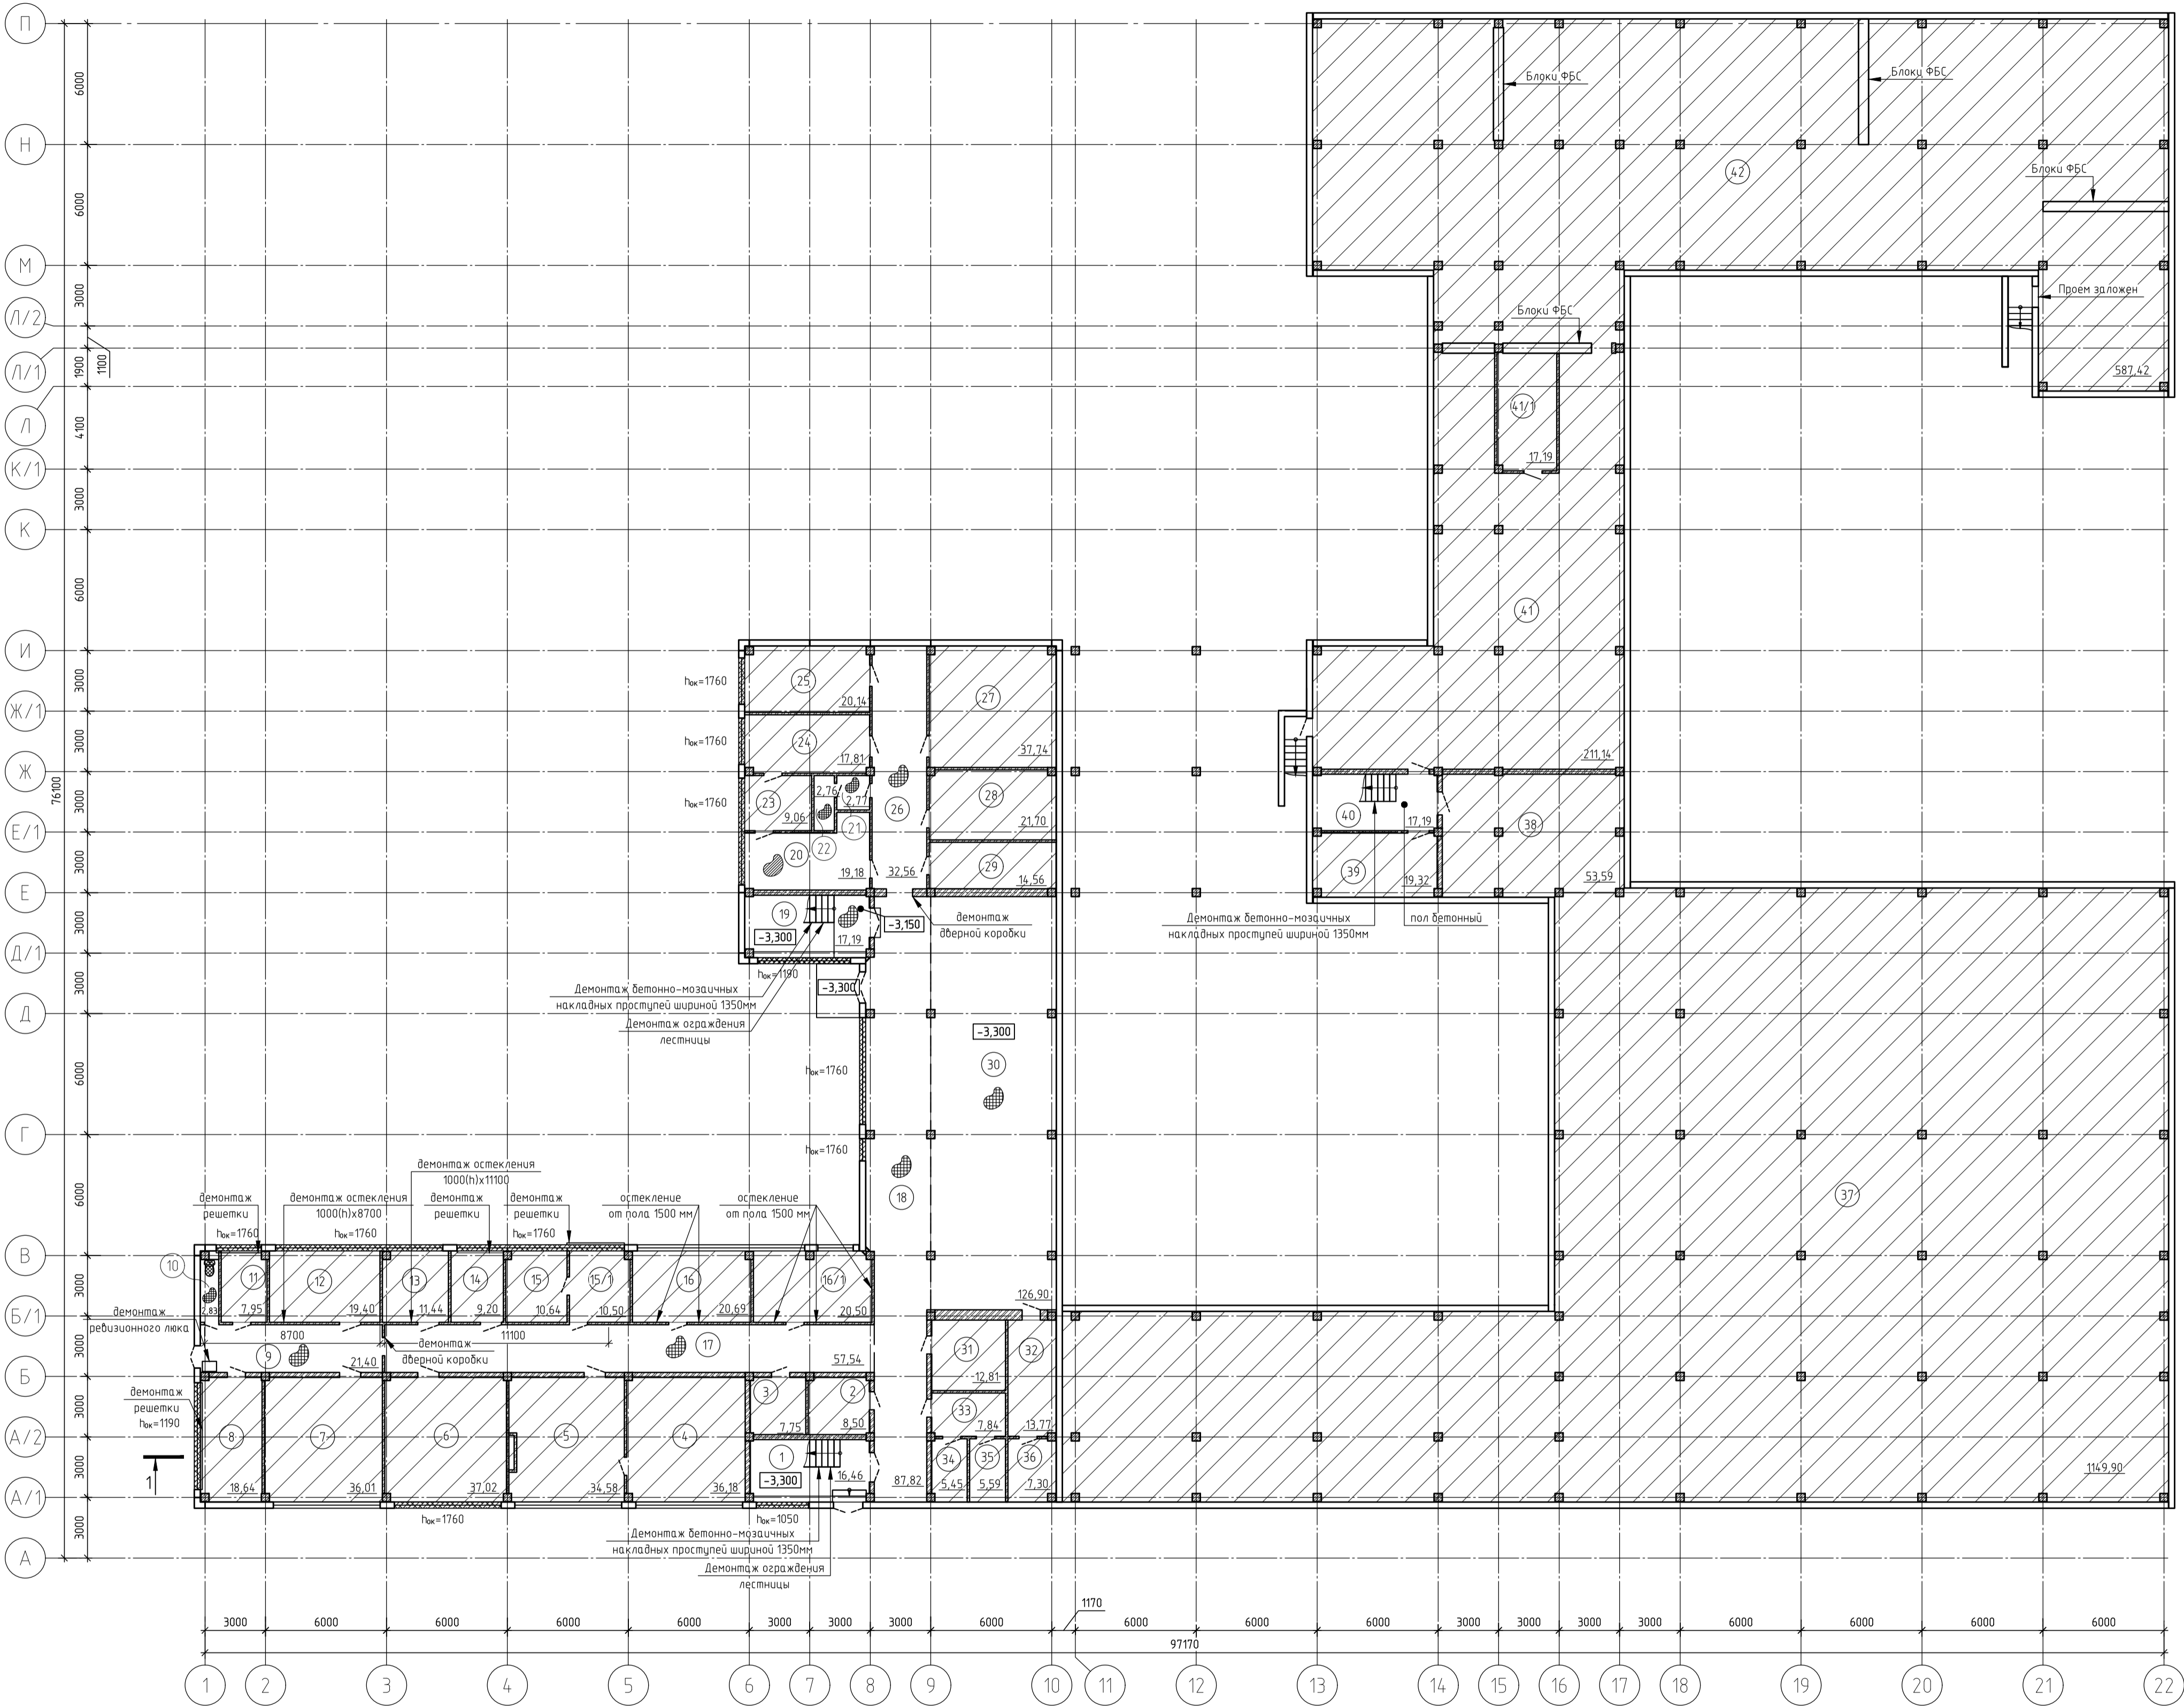 П
Н
М
Л/2
Л/1
Л
К/1
К
И
Ж/1
Ж
Е/1
Е
Д/1
Д
Г
В
Б/1
Б
А/2
А/1
А
6000
6000
3000
1100
1900
4100
3000
6000
3000
3000
3000
3000
3000
3000
6000
6000
3000
3000
3000
3000
3000
76100
Блоки ФБС
Блоки ФБС
42
Блоки ФБС
Проем заложен
587,42
Блоки ФБС
41/1
17,19
41
211,14
hок=1760
25
20,14
27
37,74
hок=1760
24
17,81
hок=1760
23
9,06
2,76
2,77
21
22
26
28
21,70
20
19,18
32,56
29
14,56
19
-3,300
17,19
-3,150
демонтаж
дверной коробки
hок=1190
-3,300
Демонтаж бетонно-мозаичных
накладных проступей шириной 1350мм
Демонтаж ограждения
лестницы
40
17,19
38
39
19,32
53,59
Демонтаж бетонно-мозаичных
накладных проступей шириной 1350мм
пол бетонный
-3,300
30
hок=1760
hок=1760
18
37
демонтаж остекления
1000(h)х11100
демонтаж
решетки
демонтаж остекления
1000(h)х8700
демонтаж
решетки
демонтаж
решетки
остекление
от пола 1500 мм
остекление
от пола 1500 мм
hок=1760
hок=1760
hок=1760
10
2,83
11
7,95
12
19,40
13
11,44
14
9,20
15
10,64
15/1
10,50
16
20,69
16/1
20,50
126,90
демонтаж
ревизионного люка
8700
11100
демонтаж
дверной коробки
9
21,40
17
57,54
31
12,81
32
демонтаж
решетки
hок=1190
8
18,64
7
36,01
6
37,02
5
34,58
4
36,18
3
7,75
2
8,50
1
-3,300
16,46
87,82
33
7,84
13,77
34
5,45
35
5,59
36
7,30
1149,90
1
hок=1760
hок=1050
Демонтаж бетонно-мозаичных
накладных проступей шириной 1350мм
Демонтаж ограждения
лестницы
3000
6000
6000
6000
6000
3000
3000
3000
6000
1170
6000
6000
6000
3000
3000
3000
3000
6000
6000
6000
6000
97170
1
2
3
4
5
6
7
8
9
10
11
12
13
14
15
16
17
18
19
20
21
22